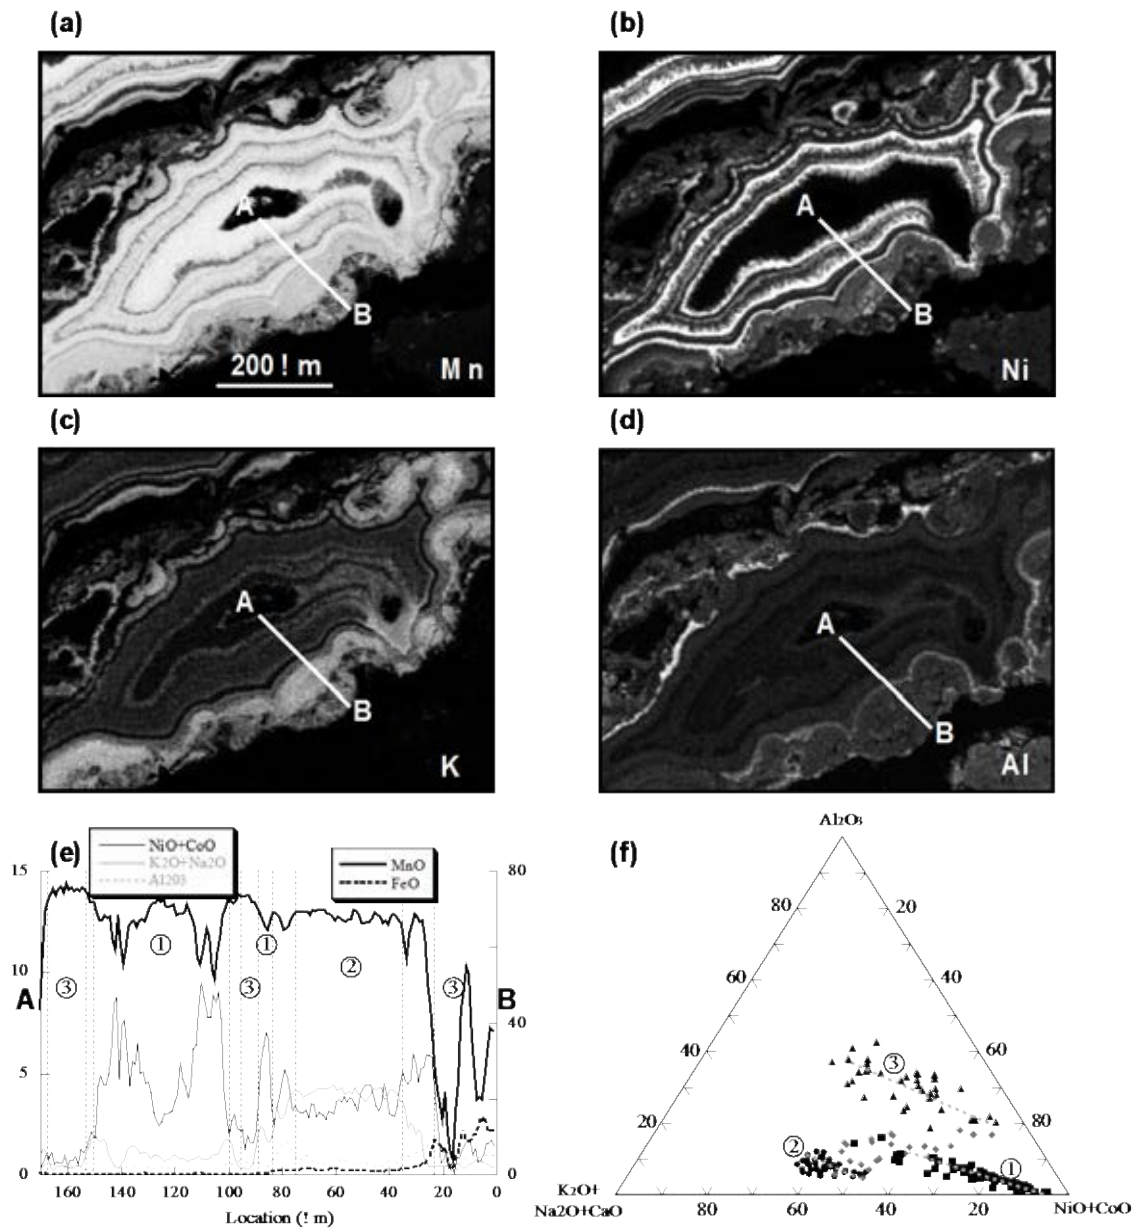 (a)
(b)
A
B
200 ! m
Mn
A
B
Ni
(c)
(d)
A
B
K
A
B
Al
(e)
NiO+CoO
K2O+Na2O
Al2O3
MnO
FeO
15
10
5
0
80
40
0
A
B
③
①
③
①
②
③
160 140 120 100 80 60 40 20 0
Location (! m)
(f)
Al2O3
80
20
60
40
40
60
20
80
③
②
①
K2O+
Na2O+CaO
80 60 40 20
NiO+CoO